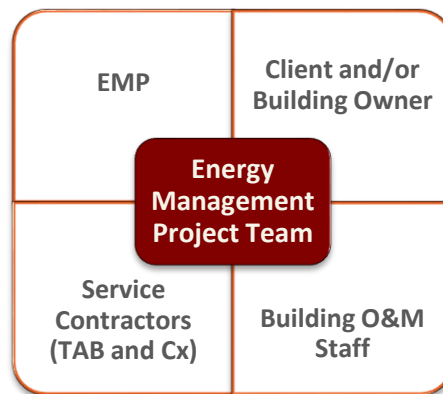 EMP
Client and/or
Building Owner
Energy
Management
Project Team
Service
Contractors
(TAB and Cx)
Building O&M
Staff